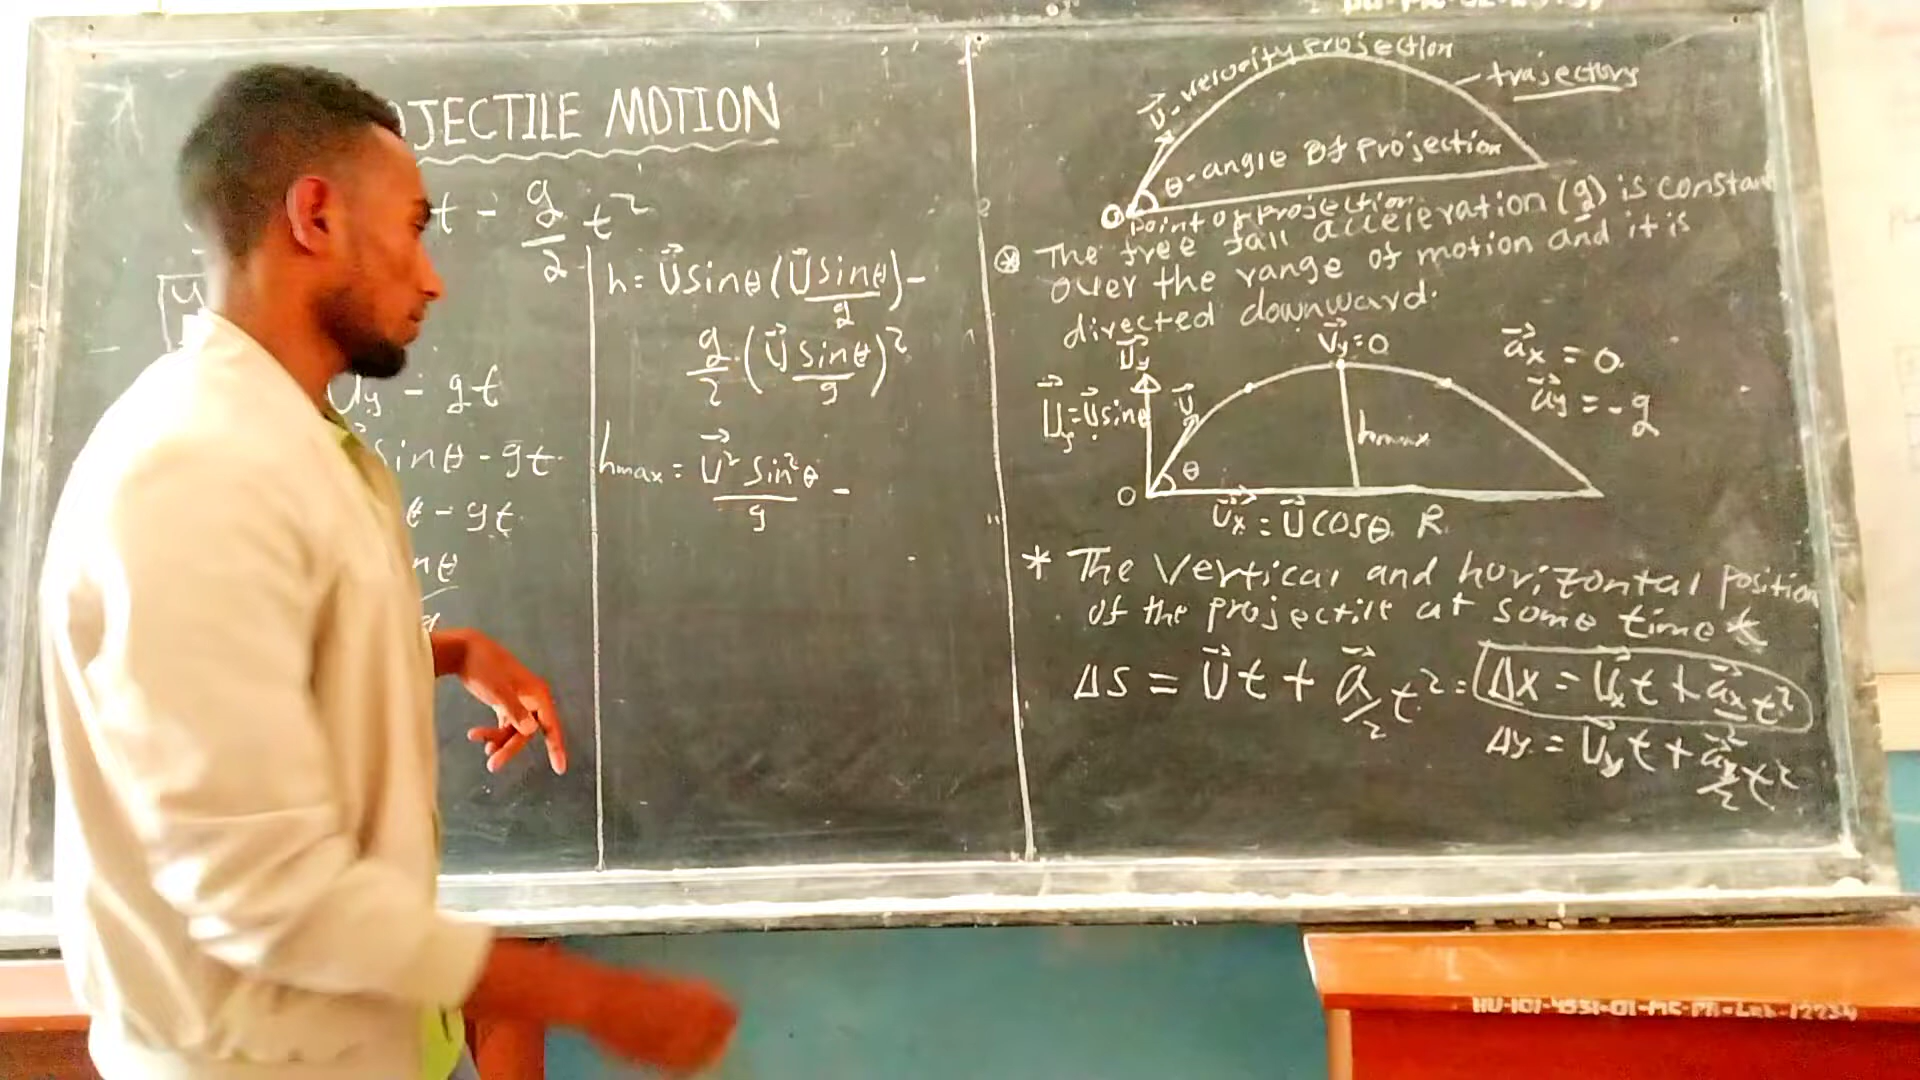 OJECTILE MOTION
t - g/2 t²
Uy - gt
sinθ - gt
- gt
nθ
h = U⃗sinθ(U⃗sinθ/g) -
g/2 . (U⃗ sinθ/g)²
hmax = U⃗² sin²θ/g -
U⃗ - velocity projection
trajectory
θ - angle of projection
O
point of projection
⊛ The free fall acceleration (g) is constan
over the range of motion and it is
directed downward.
U⃗y
V⃗y = 0
a⃗x = 0
a⃗y = -g
U⃗y = U⃗sinθ
U⃗
hmax
θ
O
U⃗x = U⃗cosθ
R
* The vertical and horizontal position
of the projectile at some time t
ΔS = U⃗t + a⃗/2 t² = Δx = U⃗xt + a⃗x/2 t²
Δy = U⃗yt + a⃗y/2 t²